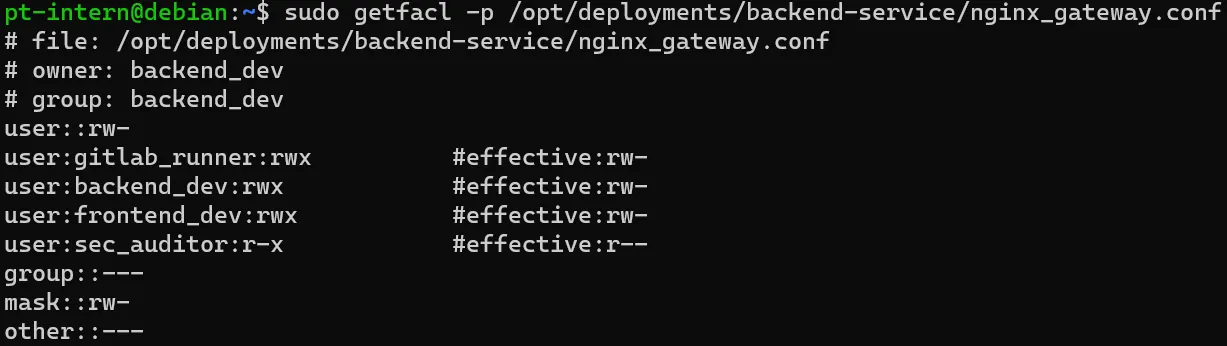 pt-intern@debian:~$ sudo getfacl -p /opt/deployments/backend-service/nginx_gateway.conf
# file: /opt/deployments/backend-service/nginx_gateway.conf
# owner: backend_dev
# group: backend_dev
user::rw-
user:gitlab_runner:rwx          #effective:rw-
user:backend_dev:rwx            #effective:rw-
user:frontend_dev:rwx           #effective:rw-
user:sec_auditor:r-x            #effective:r--
group::---
mask::rw-
other::---